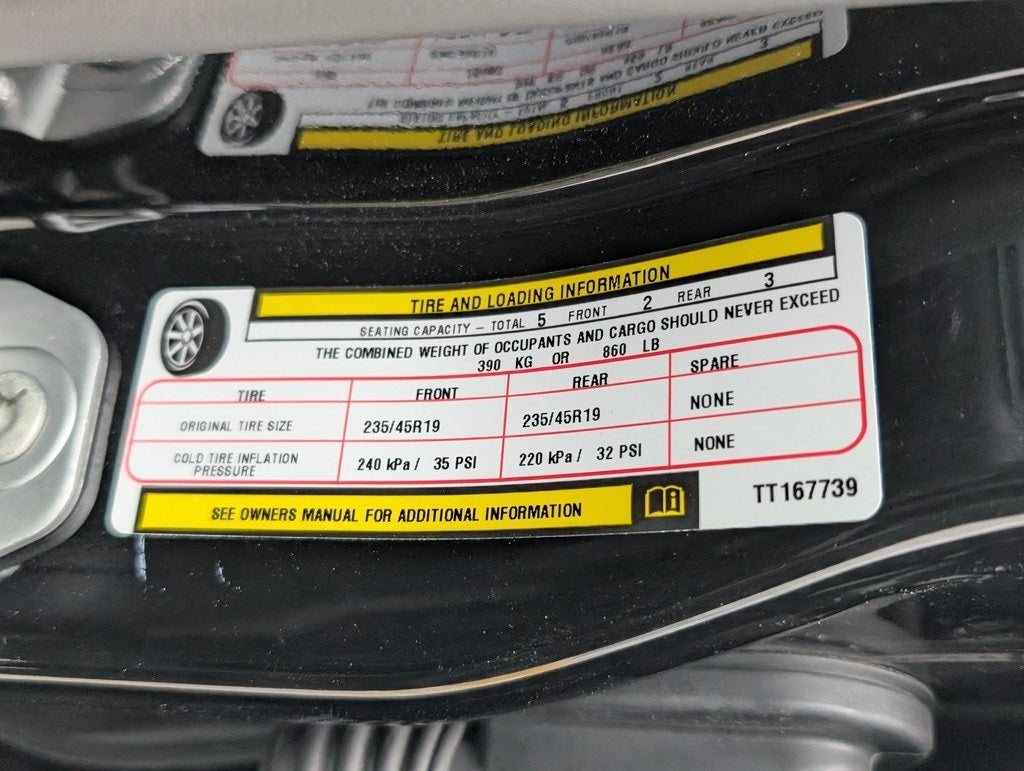 TIRE AND LOADING INFORMATION
SEATING CAPACITY – TOTAL 5 FRONT 2 REAR 3
THE COMBINED WEIGHT OF OCCUPANTS AND CARGO SHOULD NEVER EXCEED
390 KG OR 860 LB
TIRE FRONT REAR SPARE
ORIGINAL TIRE SIZE 235/45R19 235/45R19 NONE
COLD TIRE INFLATION PRESSURE 240 kPa / 35 PSI 220 kPa / 32 PSI NONE
SEE OWNERS MANUAL FOR ADDITIONAL INFORMATION
TT167739